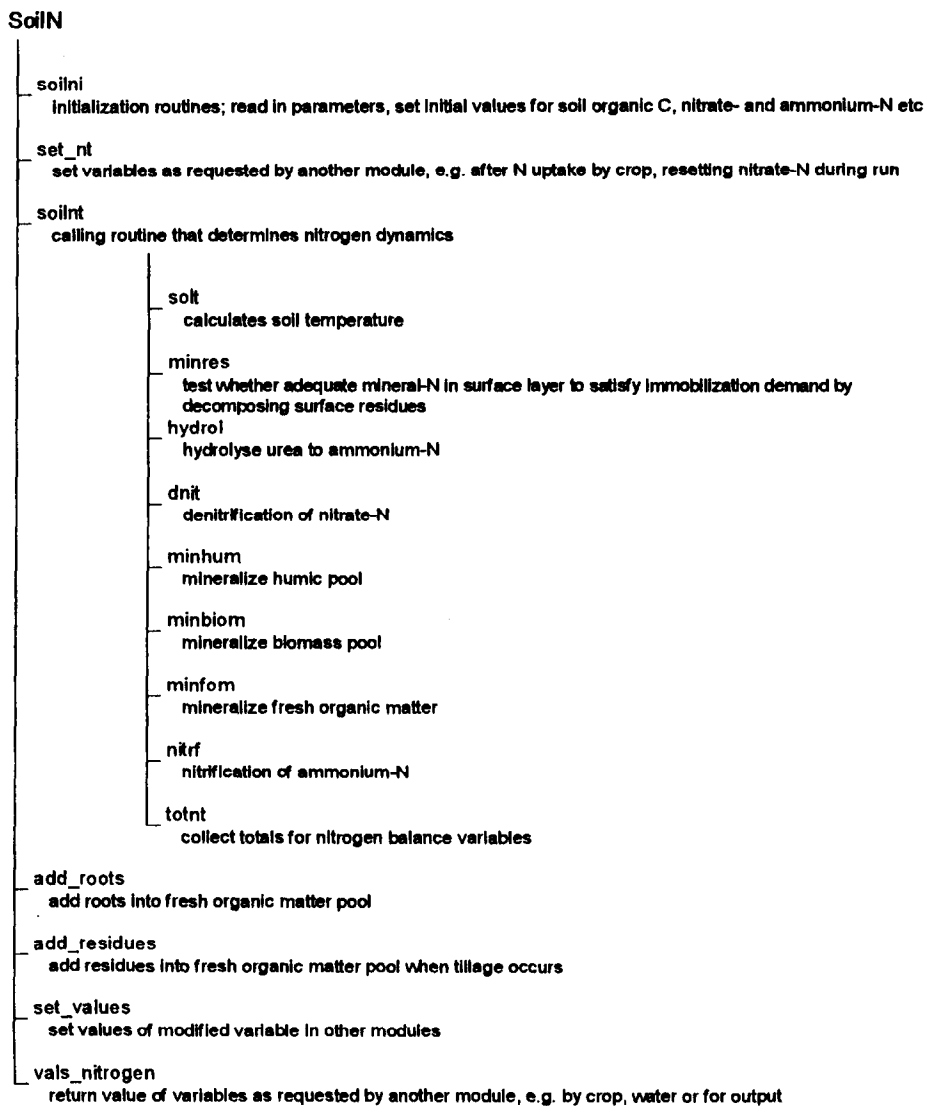 SoilN
soilni
initialization routines; read in parameters, set initial values for soil organic C, nitrate- and ammonium-N etc
set_nt
set variables as requested by another module, e.g. after N uptake by crop, resetting nitrate-N during run
soilnt
calling routine that determines nitrogen dynamics
solt
calculates soil temperature
minres
test whether adequate mineral-N in surface layer to satisfy immobilization demand by
decomposing surface residues
hydrol
hydrolyse urea to ammonium-N
dnit
denitrification of nitrate-N
minhum
mineralize humic pool
minbiom
mineralize biomass pool
minfom
mineralize fresh organic matter
nitrf
nitrification of ammonium-N
totnt
collect totals for nitrogen balance variables
add_roots
add roots into fresh organic matter pool
add_residues
add residues into fresh organic matter pool when tillage occurs
set_values
set values of modified variable in other modules
vals_nitrogen
return value of variables as requested by another module, e.g. by crop, water or for output